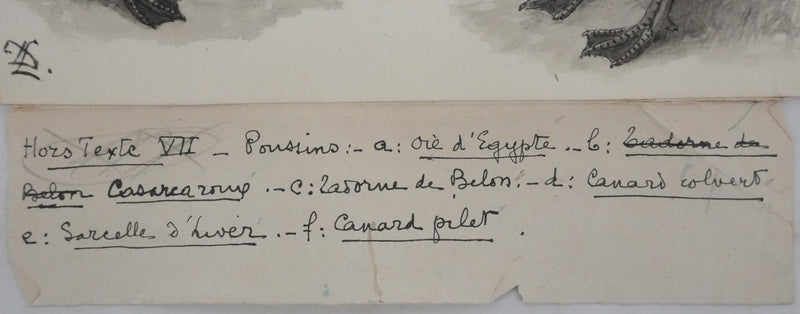 Hors Texte VII _ Poussins:- a: oie d'Egypte .- b: Tadorne de
Belon Casarca roux .- c: Tadorne de Belon.- d: Canard colvert
e: Sarcelle d'hiver .- f: Canard pilet .